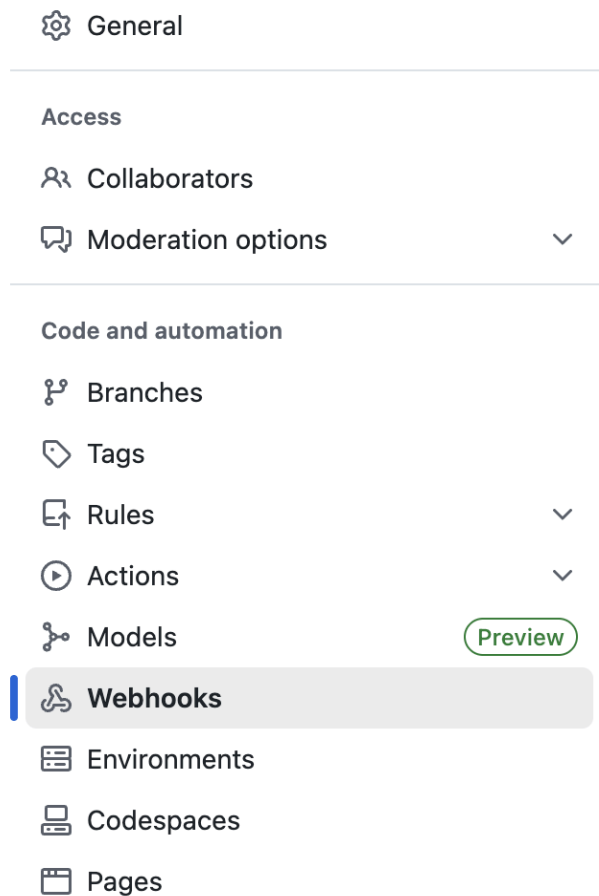 General
Access
Collaborators
Moderation options
Code and automation
Branches
Tags
Rules
Actions
Models Preview
Webhooks
Environments
Codespaces
Pages